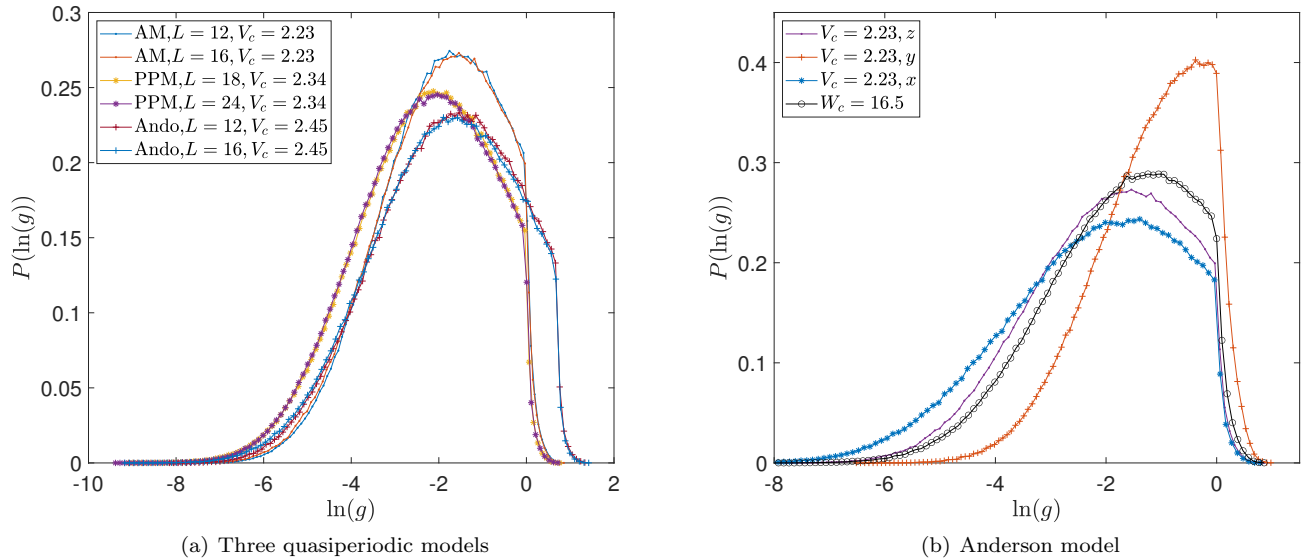 0.3
0.25
0.2
0.15
0.1
0.05
0
P(ln(g))
AM,L = 12, V_c = 2.23
AM,L = 16, V_c = 2.23
PPM,L = 18, V_c = 2.34
PPM,L = 24, V_c = 2.34
Ando,L = 12, V_c = 2.45
Ando,L = 16, V_c = 2.45
-10 -8 -6 -4 -2 0 2
ln(g)
(a) Three quasiperiodic models
0.4
0.3
0.2
0.1
0
P(ln(g))
V_c = 2.23, z
V_c = 2.23, y
V_c = 2.23, x
W_c = 16.5
-8 -6 -4 -2 0
ln(g)
(b) Anderson model